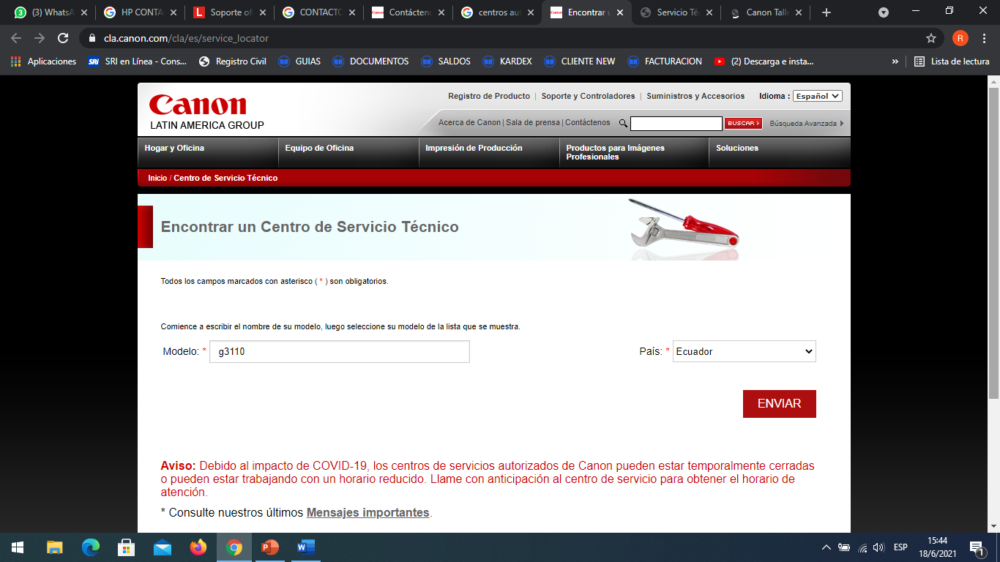 (3) WhatsA
HP CONTA
Soporte ofi
CONTACTO
Contáctenc
centros aut
Encontrar u
Servicio Té
Canon Talle
cla.canon.com/cla/es/service_locator
R
Aplicaciones
SRI SRI en Línea - Cons...
Registro Civil
GUIAS
DOCUMENTOS
SALDOS
KARDEX
CLIENTE NEW
FACTURACION
(2) Descarga e insta...
»
Lista de lectura
Canon
LATIN AMERICA GROUP
Registro de Producto | Soporte y Controladores | Suministros y Accesorios
Idioma : Español
Acerca de Canon | Sala de prensa | Contáctenos
BUSCAR
Búsqueda Avanzada
Hogar y Oficina
Equipo de Oficina
Impresión de Producción
Productos para Imágenes
Profesionales
Soluciones
Inicio / Centro de Servicio Técnico
Encontrar un Centro de Servicio Técnico
Todos los campos marcados con asterisco ( * ) son obligatorios.
Comience a escribir el nombre de su modelo, luego seleccione su modelo de la lista que se muestra.
Modelo: * g3110
País: * Ecuador
ENVIAR
Aviso: Debido al impacto de COVID-19, los centros de servicios autorizados de Canon pueden estar temporalmente cerradas
o pueden estar trabajando con un horario reducido. Llame con anticipación al centro de servicio para obtener el horario de
atención.
* Consulte nuestros últimos Mensajes importantes.
ESP
15:44
18/6/2021
1